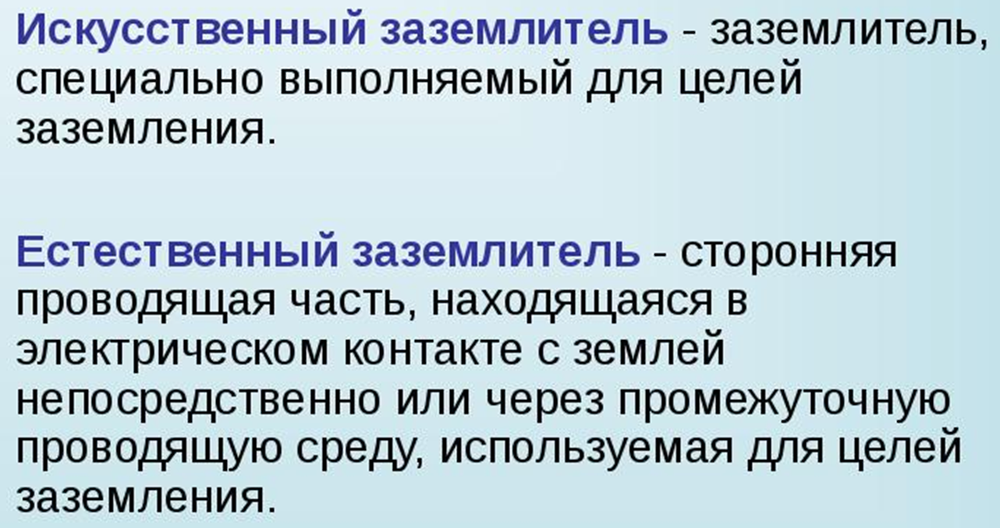 Искусственный заземлитель - заземлитель,
специально выполняемый для целей
заземления.
Естественный заземлитель - сторонняя
проводящая часть, находящаяся в
электрическом контакте с землей
непосредственно или через промежуточную
проводящую среду, используемая для целей
заземления.